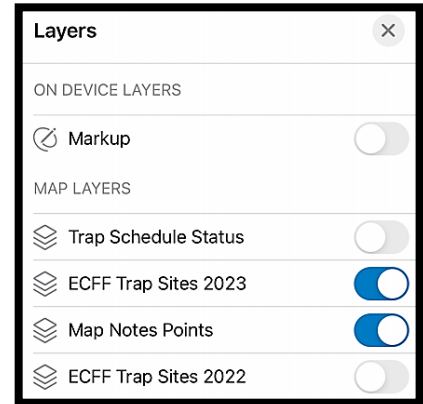 Layers
ON DEVICE LAYERS
Markup
MAP LAYERS
Trap Schedule Status
ECFF Trap Sites 2023
Map Notes Points
ECFF Trap Sites 2022